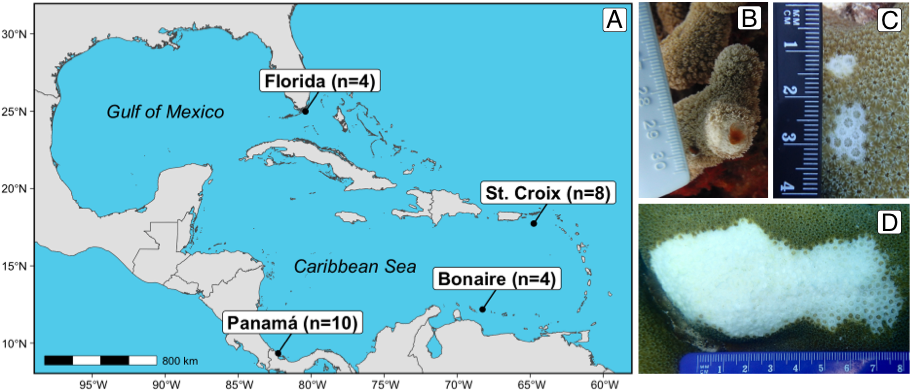 A
30°N
25°N
20°N
15°N
10°N
95°W
90°W
85°W
80°W
75°W
70°W
65°W
60°W
Florida (n=4)
Gulf of Mexico
St. Croix (n=8)
Caribbean Sea
Bonaire (n=4)
Panamá (n=10)
800 km
B
28
29
30
C
MM
CM
1
2
3
4
D
MM
CM
1
2
3
4
5
6
7
8